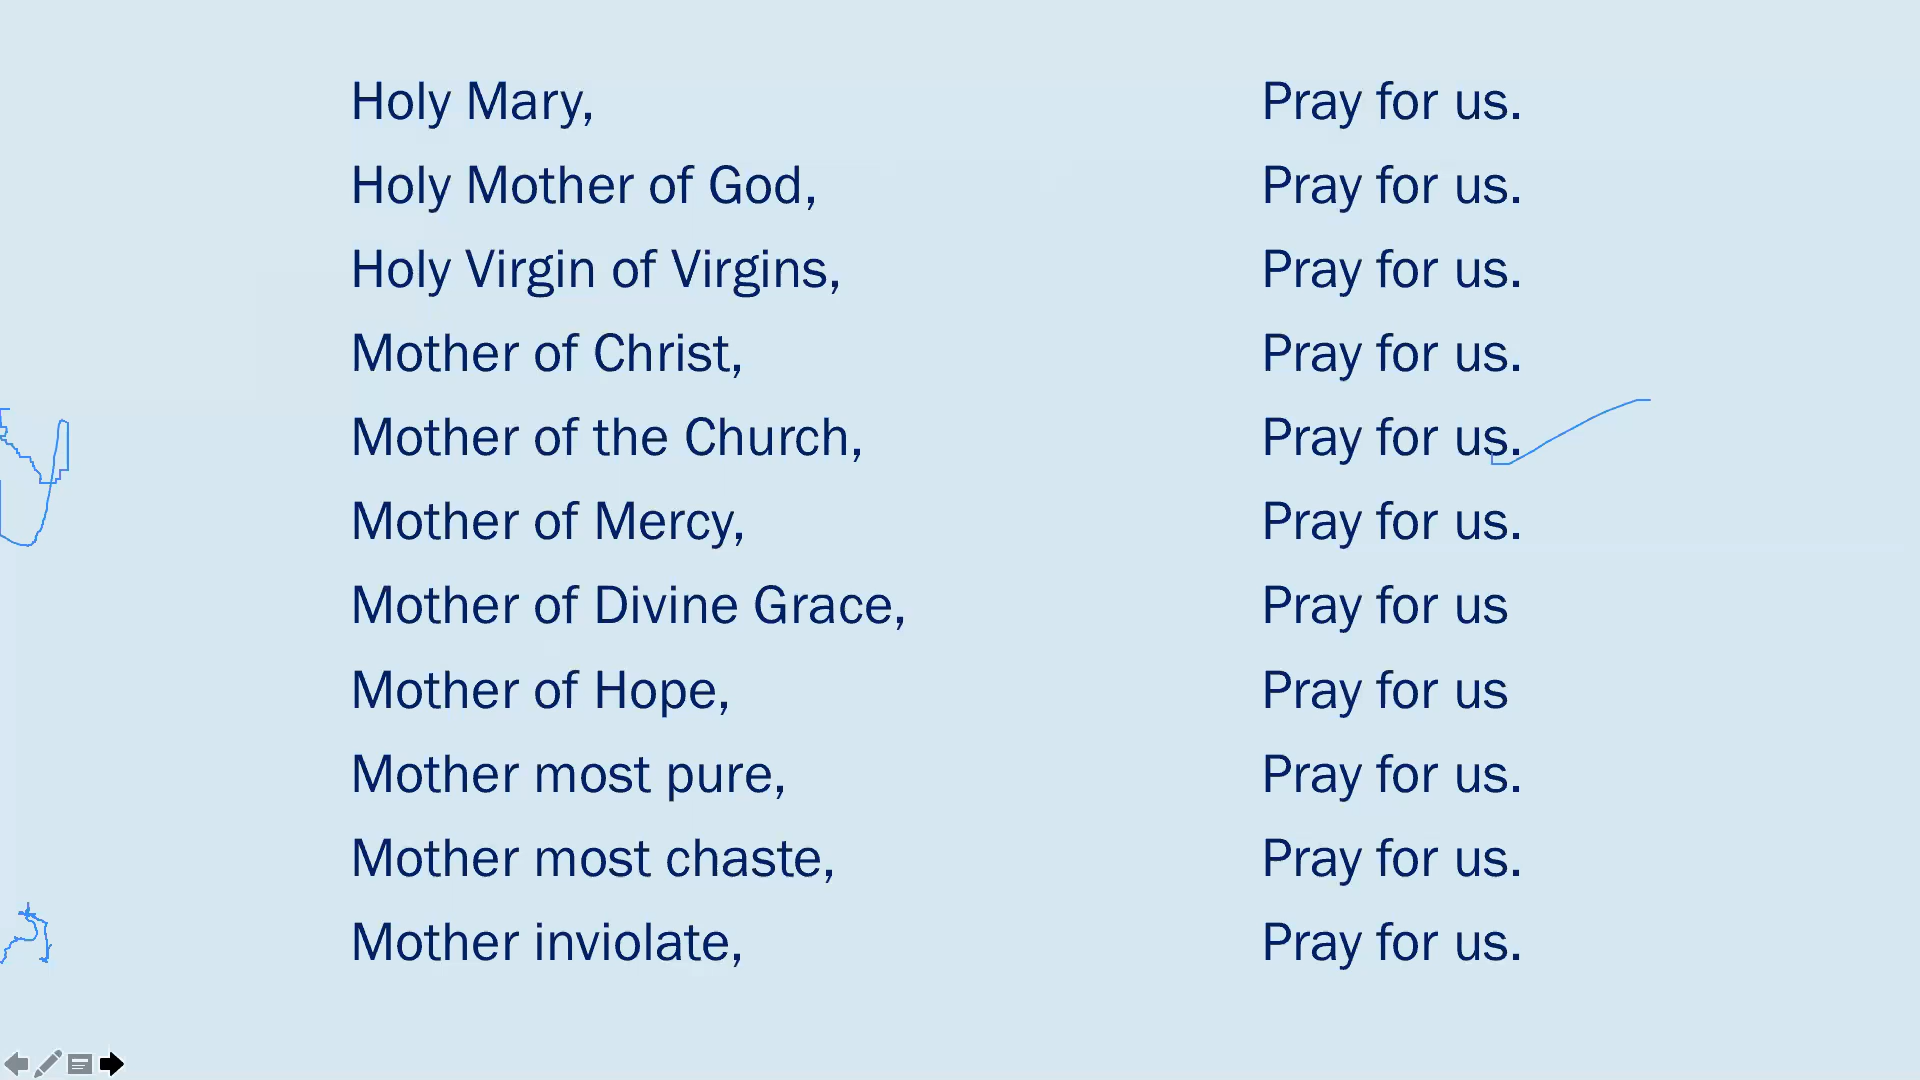 Holy Mary, Pray for us.
Holy Mother of God, Pray for us.
Holy Virgin of Virgins, Pray for us.
Mother of Christ, Pray for us.
Mother of the Church, Pray for us.
Mother of Mercy, Pray for us.
Mother of Divine Grace, Pray for us
Mother of Hope, Pray for us
Mother most pure, Pray for us.
Mother most chaste, Pray for us.
Mother inviolate, Pray for us.